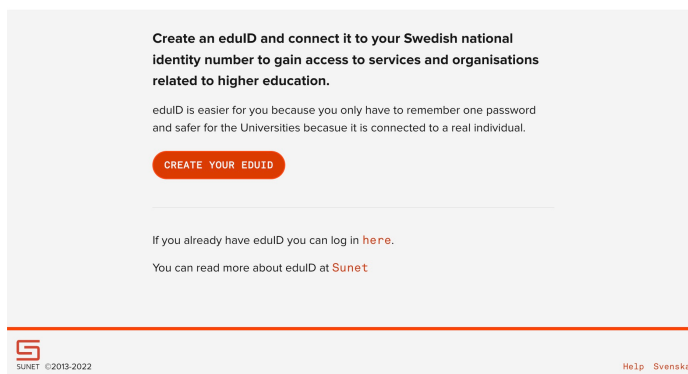 Create an eduID and connect it to your Swedish national
identity number to gain access to services and organisations
related to higher education.
eduID is easier for you because you only have to remember one password
and safer for the Universities becasue it is connected to a real individual.
CREATE YOUR EDUID
If you already have eduID you can log in here.
You can read more about eduID at Sunet
SUNET ©2013-2022
Help Svenska